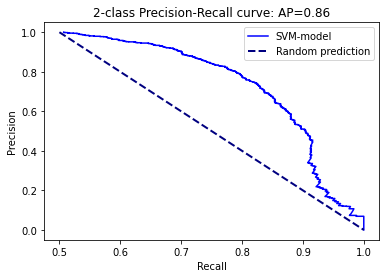 2-class Precision-Recall curve: AP=0.86
SVM-model
Random prediction
Precision
1.0
0.8
0.6
0.4
0.2
0.0
0.5 0.6 0.7 0.8 0.9 1.0
Recall